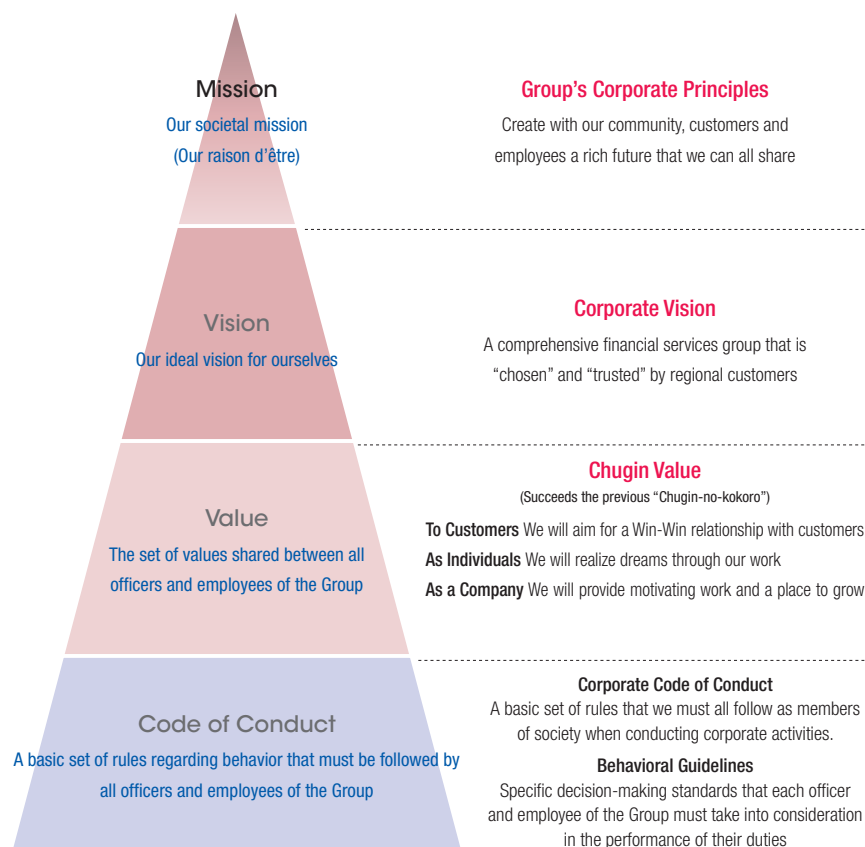 Mission
Our societal mission
(Our raison d’être)
Group’s Corporate Principles
Create with our community, customers and
employees a rich future that we can all share
Vision
Our ideal vision for ourselves
Corporate Vision
A comprehensive financial services group that is
“chosen” and “trusted” by regional customers
Value
The set of values shared between all
officers and employees of the Group
Chugin Value
(Succeeds the previous “Chugin-no-kokoro”)
To Customers We will aim for a Win-Win relationship with customers
As Individuals We will realize dreams through our work
As a Company We will provide motivating work and a place to grow
Code of Conduct
A basic set of rules regarding behavior that must be followed by
all officers and employees of the Group
Corporate Code of Conduct
A basic set of rules that we must all follow as members
of society when conducting corporate activities.
Behavioral Guidelines
Specific decision-making standards that each officer
and employee of the Group must take into consideration
in the performance of their duties